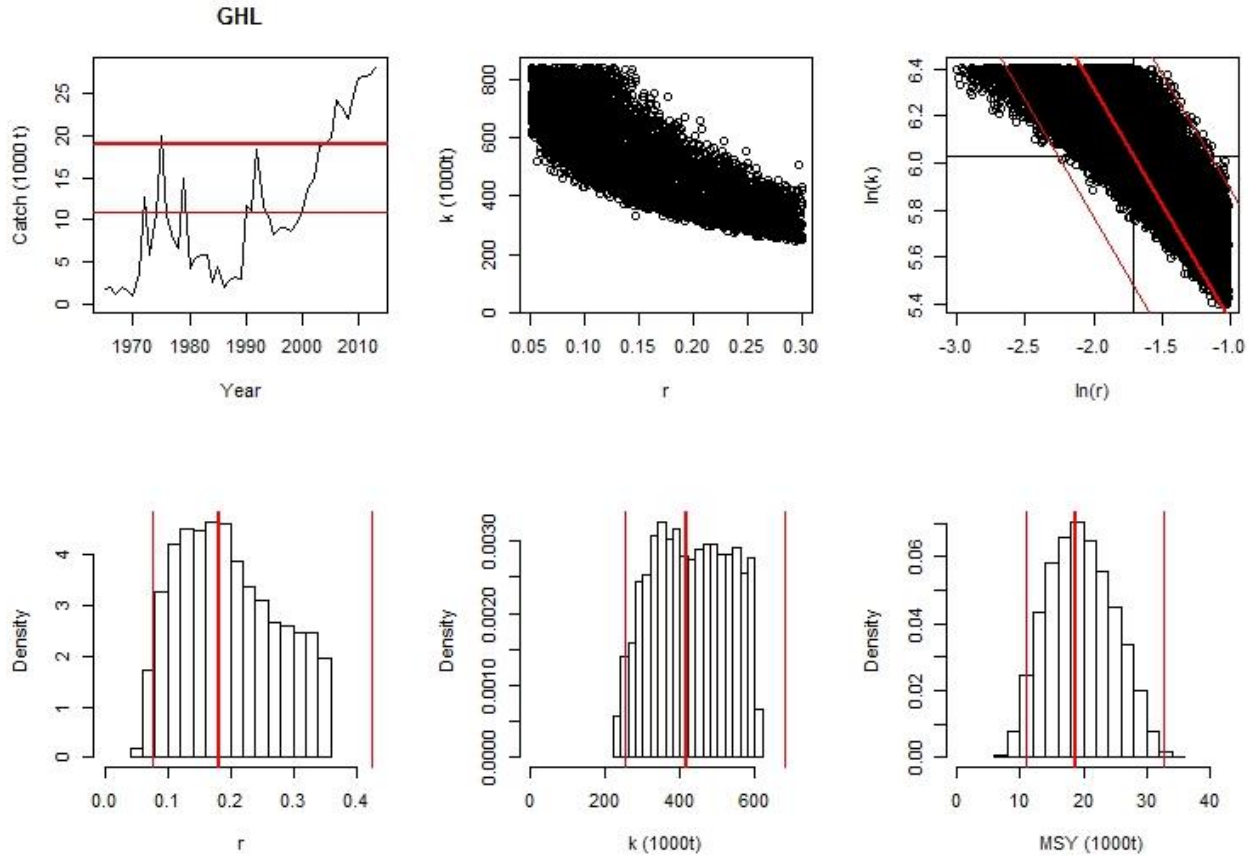 GHL
Catch (1000 t)
0 5 10 15 20 25
1970 1980 1990 2000 2010
Year
k (1000t)
0 200 400 600 800
0.05 0.10 0.15 0.20 0.25 0.30
r
ln(k)
5.4 5.6 5.8 6.0 6.2 6.4
-3.0 -2.5 -2.0 -1.5 -1.0
ln(r)
Density
0 1 2 3 4
0.0 0.1 0.2 0.3 0.4
r
Density
0.0000 0.0010 0.0020 0.0030
0 200 400 600
k (1000t)
Density
0.00 0.02 0.04 0.06
0 10 20 30 40
MSY (1000t)